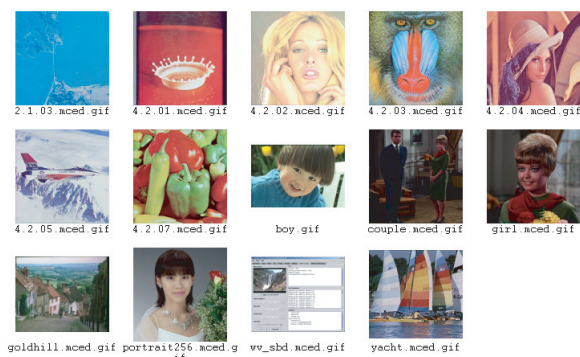 2.1.03.mced.gif 4.2.01.mced.gif 4.2.02.mced.gif 4.2.03.mced.gif 4.2.04.mced.gif
4.2.05.mced.gif 4.2.07.mced.gif boy.gif couple.mced.gif girl.mced.gif
goldhill.mced.gif portrait256.mced.g vv_sbd.mced.gif yacht.mced.gif
if